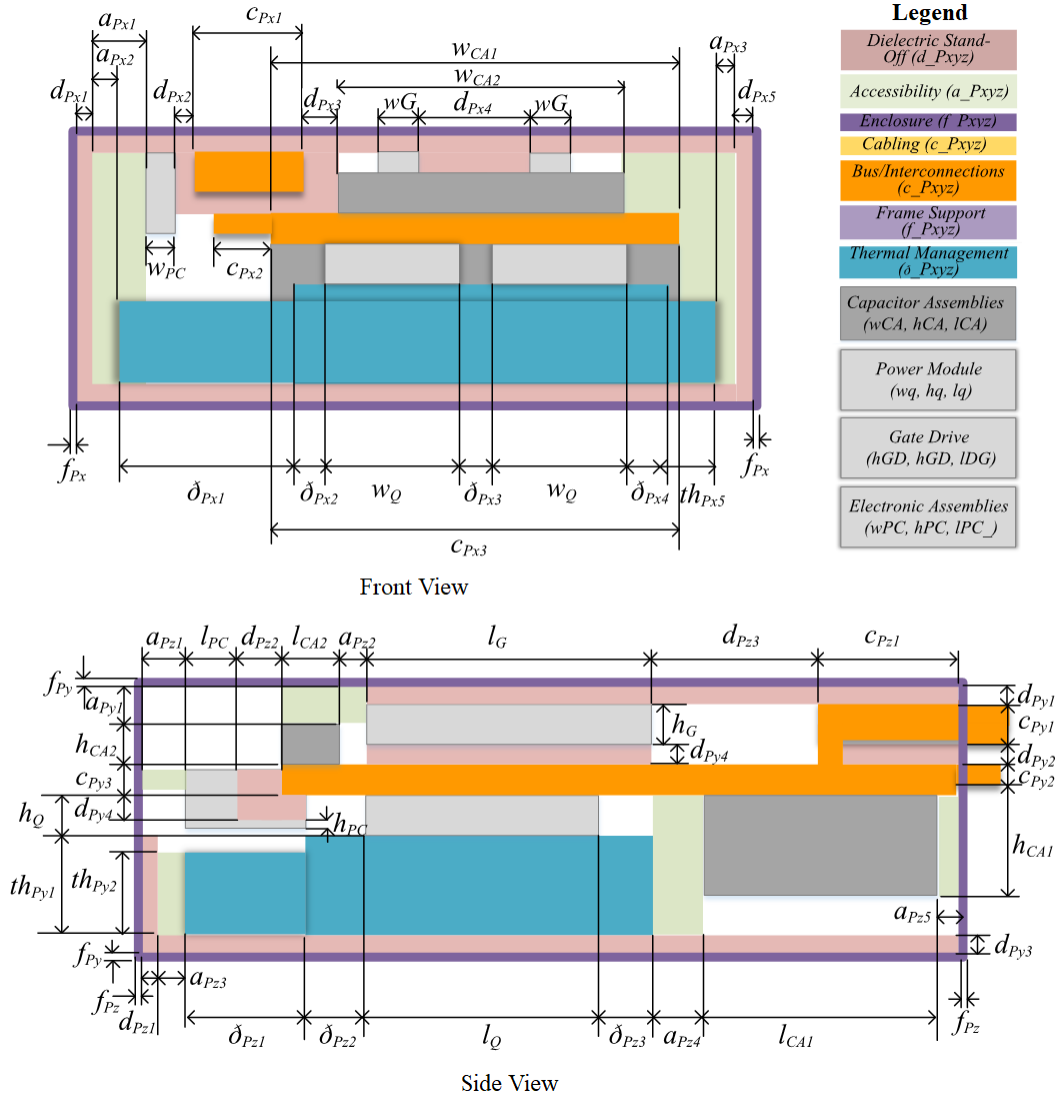 Legend
Dielectric Stand-
Off (d_Pxyz)
Accessibility (a_Pxyz)
Enclosure (f_Pxyz)
Cabling (c_Pxyz)
Bus/Interconnections
(c_Pxyz)
Frame Support
(f_Pxyz)
Thermal Management
(δ_Pxyz)
Capacitor Assemblies
(wCA, hCA, lCA)
Power Module
(wq, hq, lq)
Gate Drive
(hGD, hGD, lDG)
Electronic Assemblies
(wPC, hPC, lPC_)
aPx1
cPx1
wCA1
aPx3
aPx2
wCA2
dPx1
dPx2
dPx3
wG
dPx4
wG
dPx5
wPC
cPx2
fPx
fPx
ðPx1
ðPx2
wQ
ðPx3
wQ
ðPx4
thPx5
cPx3
Front View
aPz1
lPC
dPz2
lCA2
aPz2
lG
dPz3
cPz1
fPy
aPy1
dPy1
cPy1
hG
hCA2
dPy4
dPy2
cPy3
cPy2
dPy4
hQ
hPC
hCA1
thPy1
thPy2
aPz5
fPy
dPy3
aPz3
fPz
dPz1
fPz
ðPz1
ðPz2
lQ
ðPz3
aPz4
lCA1
Side View